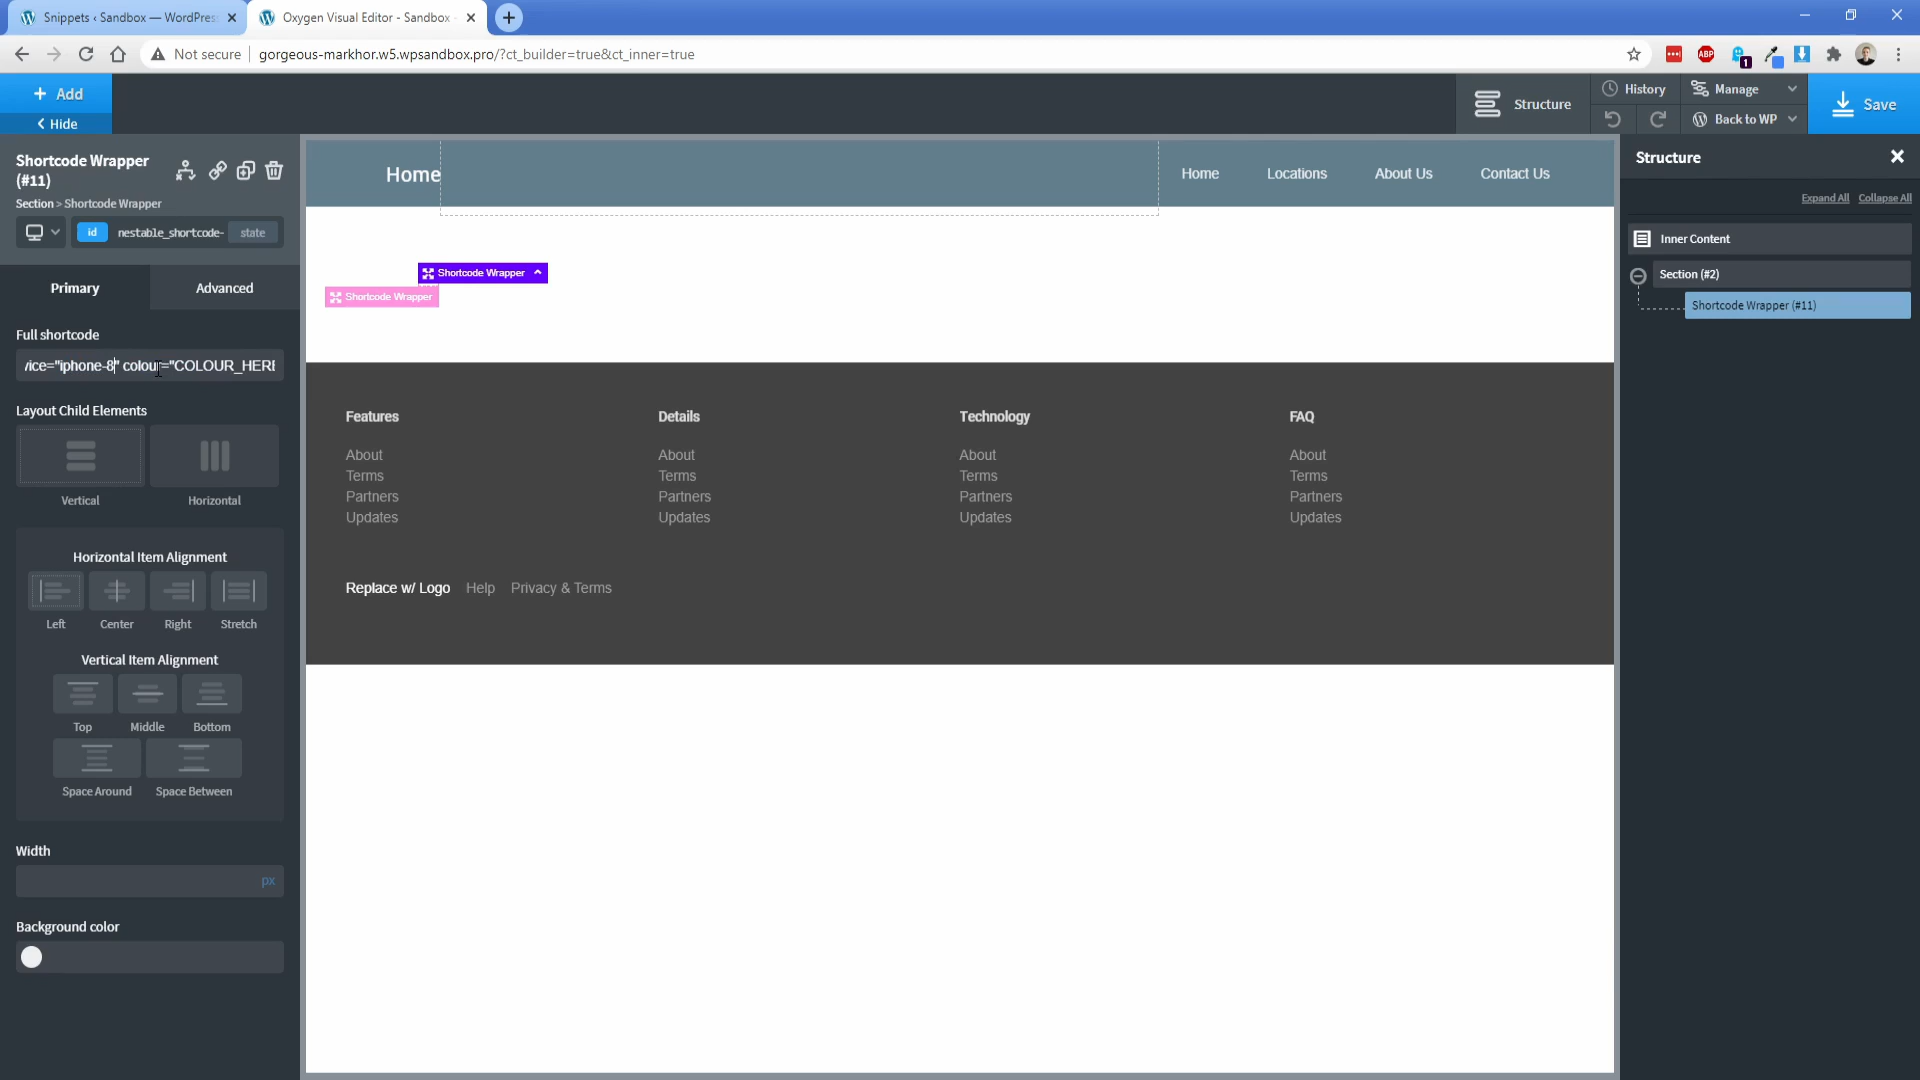 Snippets ‹ Sandbox — WordPres
Oxygen Visual Editor - Sandbox -
Not secure
gorgeous-markhor.w5.wpsandbox.pro/?ct_builder=true&ct_inner=true
ABP
1
+ Add
Hide
Structure
History
Manage
Back to WP
Save
Shortcode Wrapper
(#11)
Section > Shortcode Wrapper
id
nestable_shortcode-
state
Primary
Advanced
Full shortcode
vice="iphone-8" colour="COLOUR_HERE
Layout Child Elements
Vertical
Horizontal
Horizontal Item Alignment
Left
Center
Right
Stretch
Vertical Item Alignment
Top
Middle
Bottom
Space Around
Space Between
Width
px
Background color
Home
Home
Locations
About Us
Contact Us
Shortcode Wrapper
Shortcode Wrapper
Features
Details
Technology
FAQ
About
About
About
About
Terms
Terms
Terms
Terms
Partners
Partners
Partners
Partners
Updates
Updates
Updates
Updates
Replace w/ Logo
Help
Privacy & Terms
Structure
Expand All
Collapse All
Inner Content
Section (#2)
Shortcode Wrapper (#11)